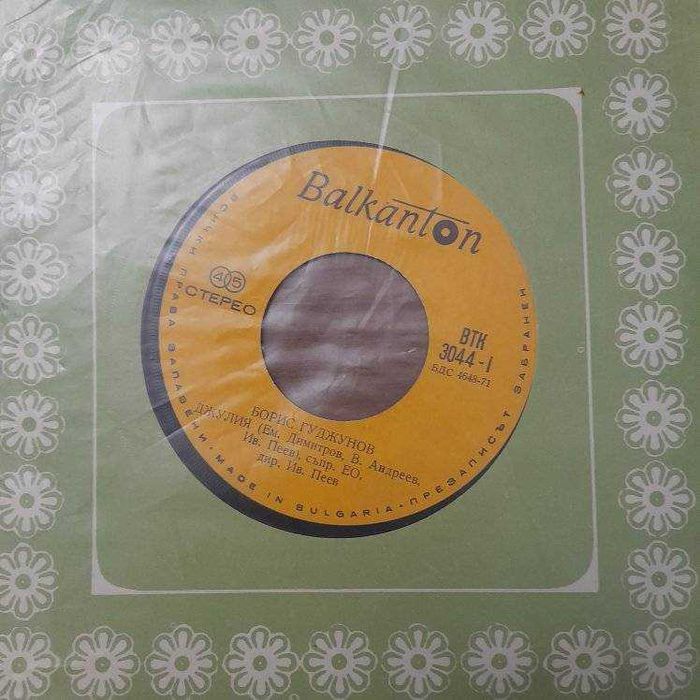 Balkanton
45
СТЕРЕО
ВТК
3044-I
БДС 4648-71
БОРИС ГУДЖУНОВ
ДЖУЛИЯ (Ем. Димитров, В. Андреев,
Ив. Пеев), съпр. ЕО,
дир. Ив. Пеев
ВСИЧКИ ПРАВА ЗАПАЗЕНИ • MADE IN BULGARIA • ПРЕЗАПИСЪТ ЗАБРАНЕН